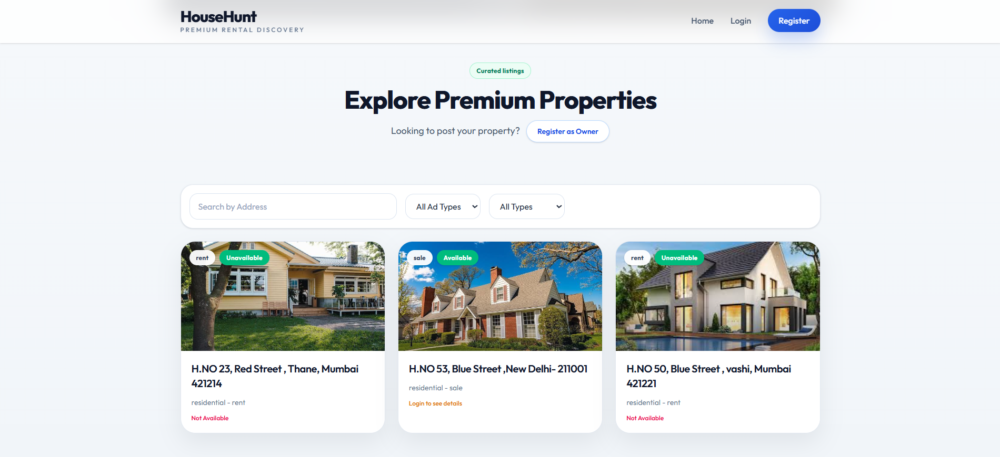 HouseHunt
PREMIUM RENTAL DISCOVERY
Home Login Register
Curated listings
Explore Premium Properties
Looking to post your property? Register as Owner
Search by Address All Ad Types All Types
rent Unavailable
sale Available
rent Unavailable
H.NO 23, Red Street , Thane, Mumbai
421214
residential - rent
Not Available
H.NO 53, Blue Street ,New Delhi- 211001
residential - sale
Login to see details
H.NO 50, Blue Street , vashi, Mumbai
421221
residential - rent
Not Available